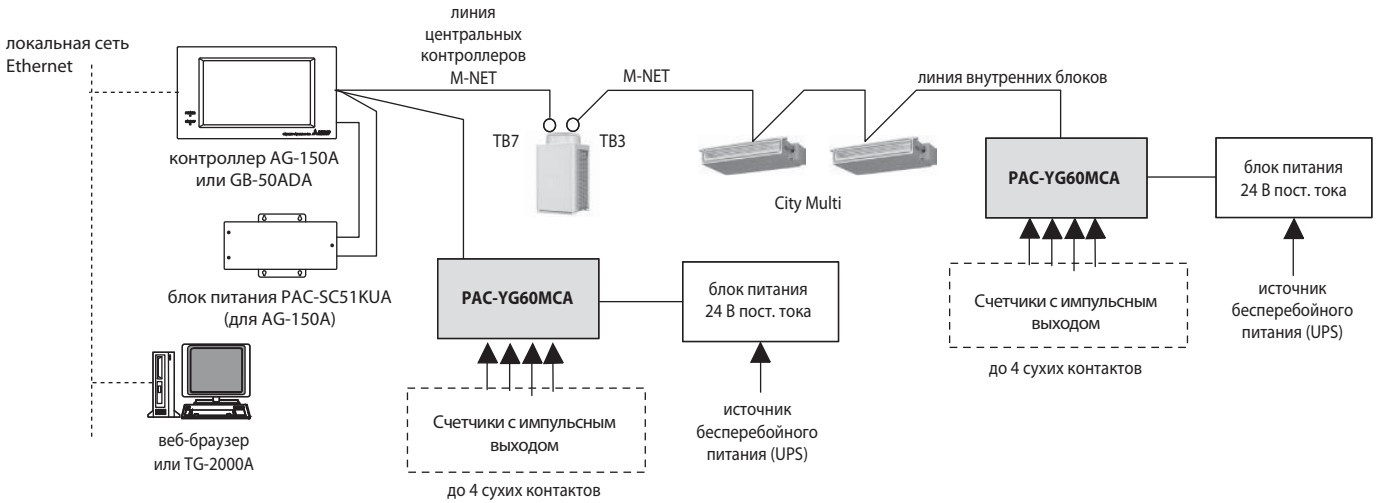 локальная сеть
Ethernet
линия
центральных
контроллеров
M-NET
M-NET
линия внутренних блоков
TB7
TB3
контроллер AG-150A
или GB-50ADA
City Multi
PAC-YG60MCA
блок питания
24 В пост. тока
блок питания PAC-SC51KUA
(для AG-150A)
PAC-YG60MCA
блок питания
24 В пост. тока
Счетчики с импульсным
выходом
источник
бесперебойного
питания (UPS)
до 4 сухих контактов
веб-браузер
или TG-2000A
Счетчики с импульсным
выходом
источник
бесперебойного
питания (UPS)
до 4 сухих контактов